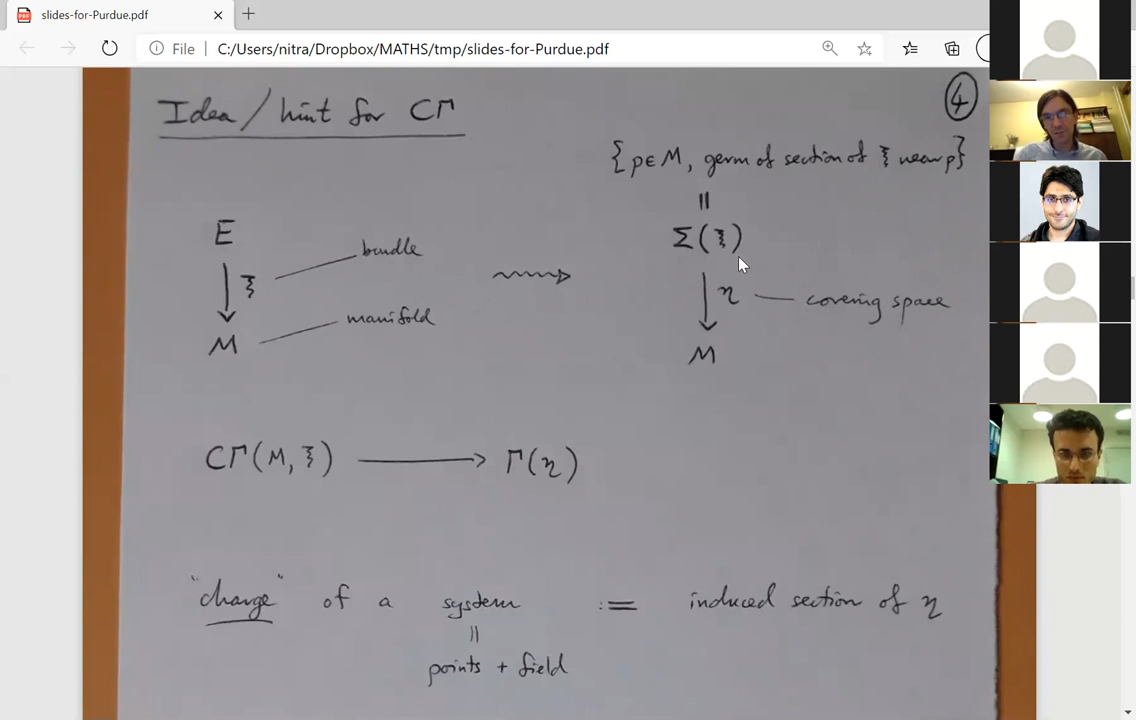 slides-for-Purdue.pdf
File | C:/Users/nitra/Dropbox/MATHS/tmp/slides-for-Purdue.pdf
4
Idea/hint for CΓ
{p∈M, germ of section of ξ near p}
||
E
Σ(ξ)
bundle
ξ
η — covering space
manifold
M
M
CΓ(M, ξ) ⟶ Γ(η)
"charge" of a system := induced section of η
||
points + field